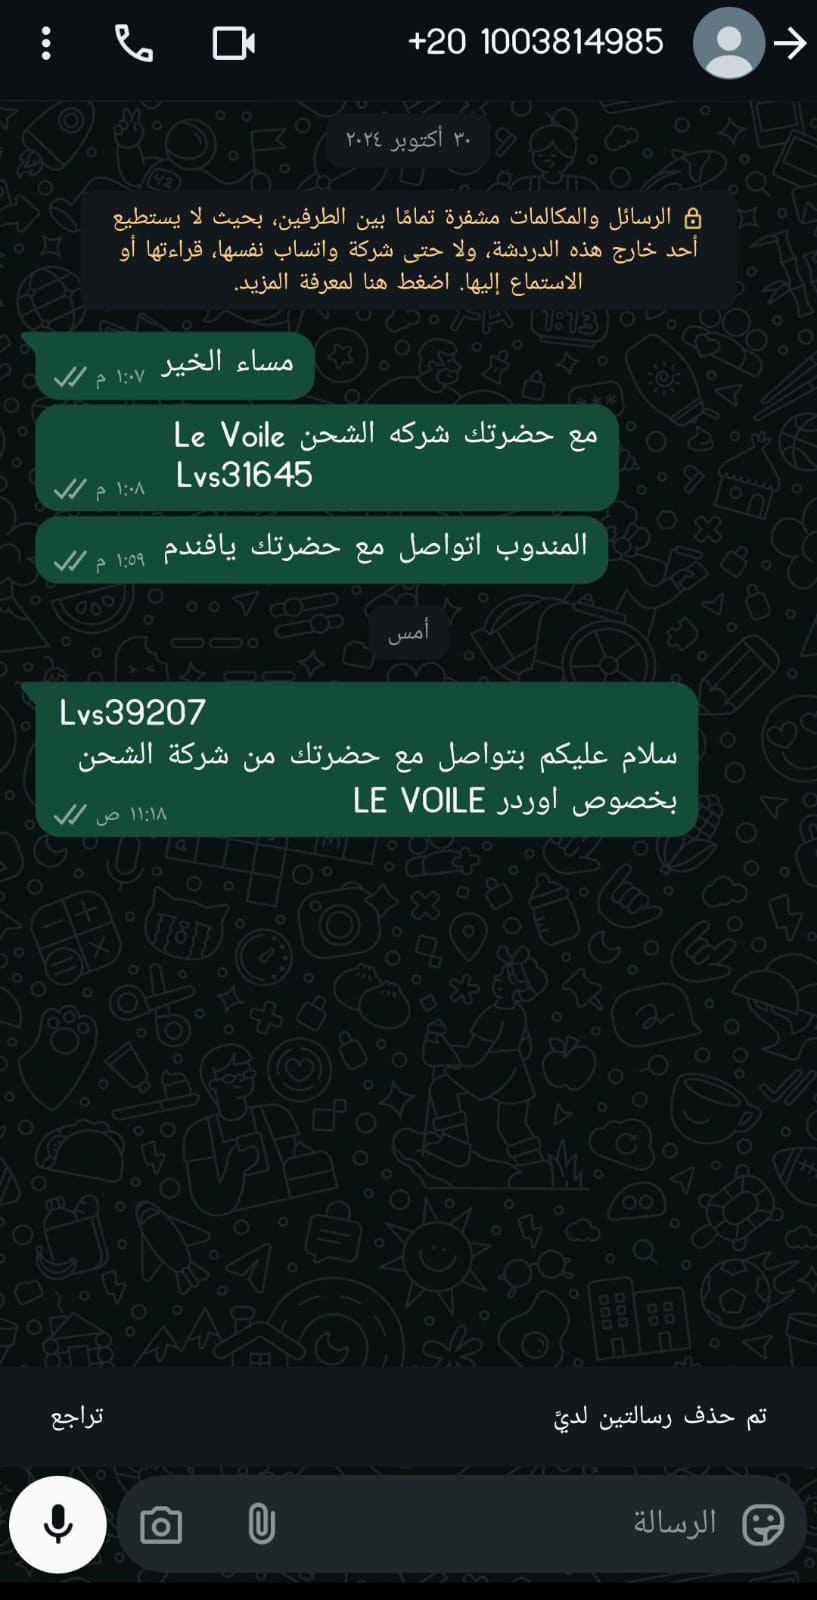 +20 1003814985
٣٠ أكتوبر ٢٠٢٤
الرسائل والمكالمات مشفرة تمامًا بين الطرفين، بحيث لا يستطيع
أحد خارج هذه الدردشة، ولا حتى شركة واتساب نفسها، قراءتها أو
الاستماع إليها. اضغط هنا لمعرفة المزيد.
مساء الخير
١:٠٧ م
مع حضرتك شركه الشحن Le Voile
Lvs31645
١:٠٨ م
المندوب اتواصل مع حضرتك يافندم
١:٥٩ م
أمس
Lvs39207
سلام عليكم بتواصل مع حضرتك من شركة الشحن
بخصوص اوردر LE VOILE
١١:١٨ ص
تم حذف رسالتين لديَّ
تراجع
الرسالة